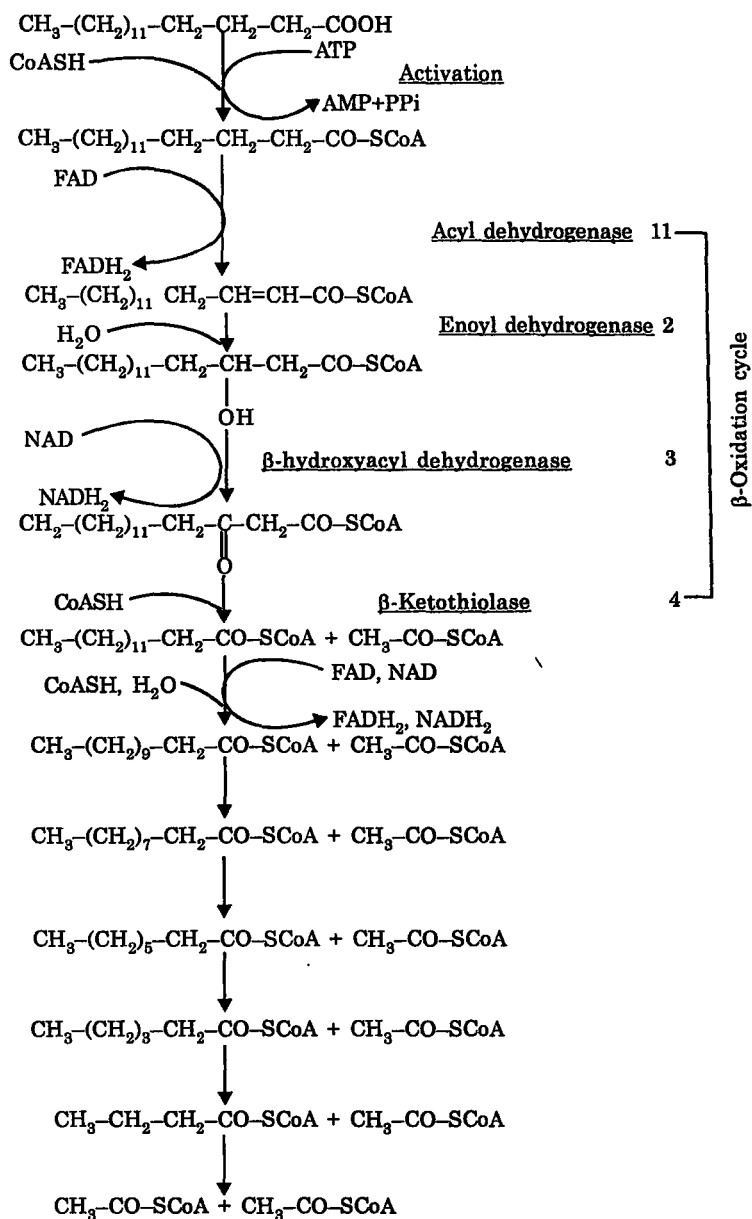 CH₃–(CH₂)₁₁–CH₂–CH₂–CH₂–COOH
CoASH
ATP
Activation
AMP+PPi
CH₃–(CH₂)₁₁–CH₂–CH₂–CH₂–CO–SCoA
FAD
Acyl dehydrogenase 11
FADH₂
CH₃–(CH₂)₁₁ CH₂–CH=CH–CO–SCoA
H₂O
Enoyl dehydrogenase 2
CH₃–(CH₂)₁₁–CH₂–CH–CH₂–CO–SCoA
OH
NAD
β-hydroxyacyl dehydrogenase 3
NADH₂
CH₂–(CH₂)₁₁–CH₂–C–CH₂–CO–SCoA
O
CoASH
β-Ketothiolase 4
β-Oxidation cycle
CH₃–(CH₂)₁₁–CH₂–CO–SCoA + CH₃–CO–SCoA
FAD, NAD
CoASH, H₂O
FADH₂, NADH₂
CH₃–(CH₂)₉–CH₂–CO–SCoA + CH₃–CO–SCoA
CH₃–(CH₂)₇–CH₂–CO–SCoA + CH₃–CO–SCoA
CH₃–(CH₂)₅–CH₂–CO–SCoA + CH₃–CO–SCoA
CH₃–(CH₂)₃–CH₂–CO–SCoA + CH₃–CO–SCoA
CH₃–CH₂–CH₂–CO–SCoA + CH₃–CO–SCoA
CH₃–CO–SCoA + CH₃–CO–SCoA